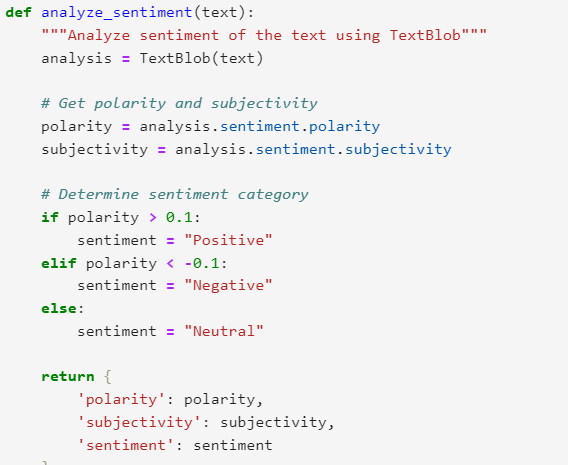 def analyze_sentiment(text):
    """Analyze sentiment of the text using TextBlob"""
    analysis = TextBlob(text)

    # Get polarity and subjectivity
    polarity = analysis.sentiment.polarity
    subjectivity = analysis.sentiment.subjectivity

    # Determine sentiment category
    if polarity > 0.1:
        sentiment = "Positive"
    elif polarity < -0.1:
        sentiment = "Negative"
    else:
        sentiment = "Neutral"

    return {
        'polarity': polarity,
        'subjectivity': subjectivity,
        'sentiment': sentiment
    }